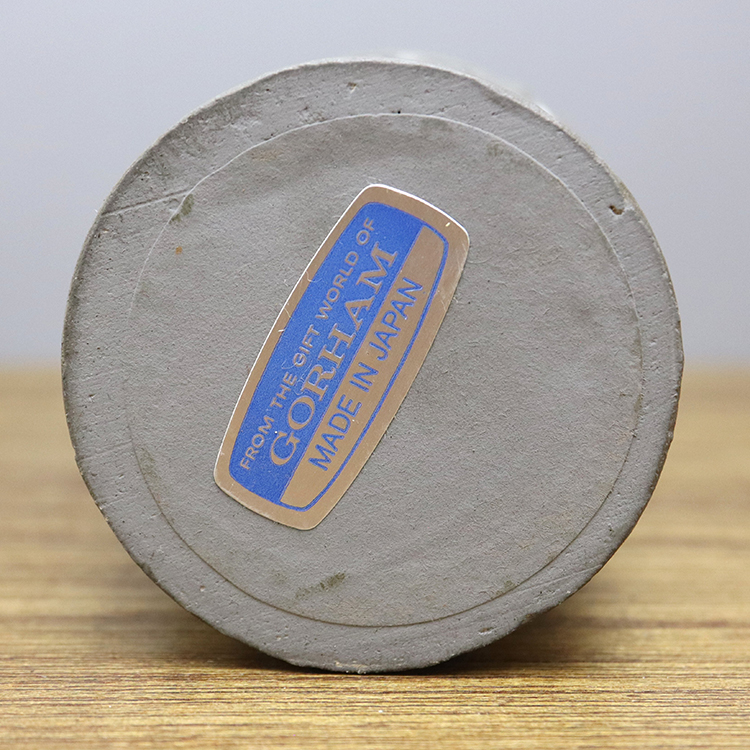 FROM THE GIFT WORLD OF
GORHAM
MADE IN JAPAN